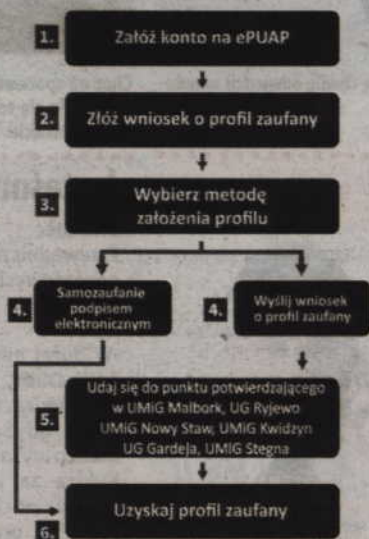 1. Załóż konto na ePUAP
2. Złóż wniosek o profil zaufany
3. Wybierz metodę
założenia profilu
4. Samozaufanie
podpisem
elektronicznym
4. Wyślij wniosek
o profil zaufany
5. Udaj się do punktu potwierdzającego
w UMiG Malbork, UG Ryjewo
UMiG Nowy Staw, UMiG Kwidzyn
UG Gardeja, UMiG Stegna
6. Uzyskaj profil zaufany